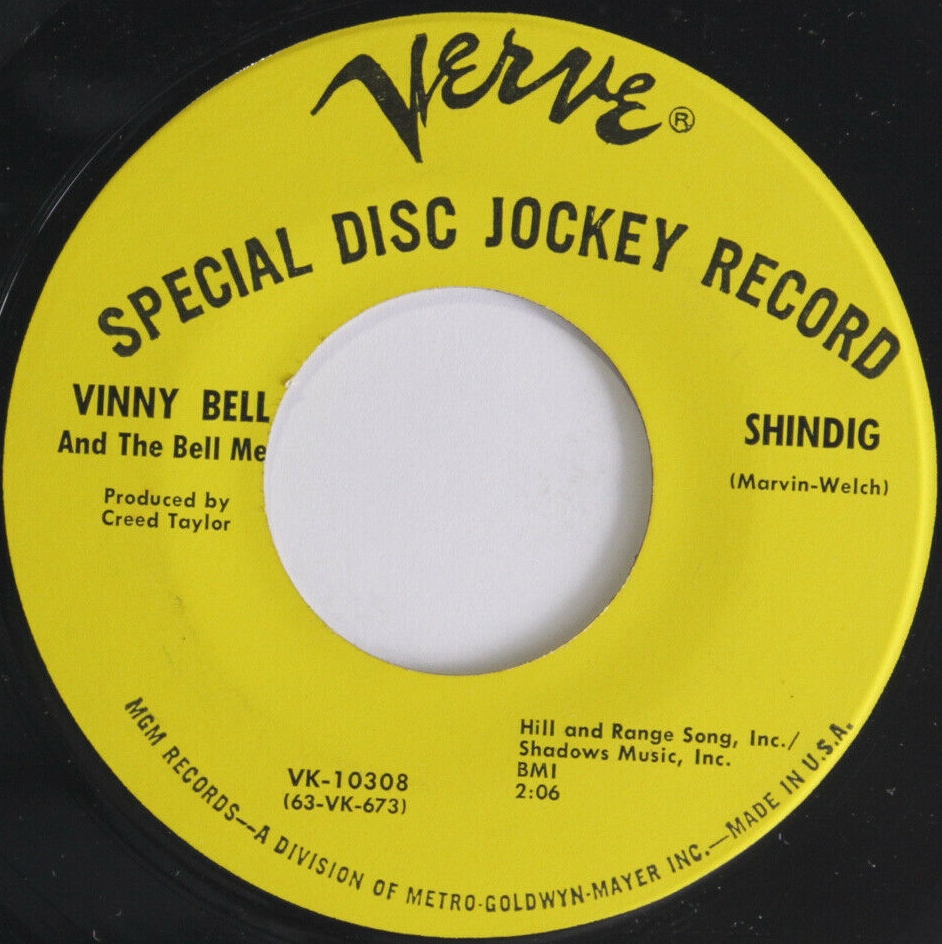 Verve ®
SPECIAL DISC JOCKEY RECORD
VINNY BELL
And The Bell Me
Produced by
Creed Taylor
SHINDIG
(Marvin-Welch)
VK-10308
(63-VK-673)
Hill and Range Song, Inc./
Shadows Music, Inc.
BMI
2:06
MGM RECORDS—A DIVISION OF METRO-GOLDWYN-MAYER INC.—MADE IN U.S.A.